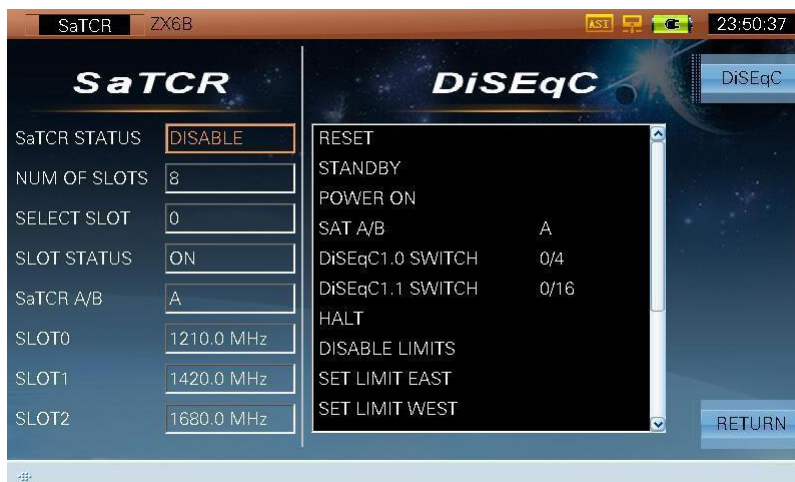 SaTCR ZX6B ASI 23:50:37
SaTCR
DiSEqC
DiSEqC
SaTCR STATUS DISABLE
NUM OF SLOTS 8
SELECT SLOT 0
SLOT STATUS ON
SaTCR A/B A
SLOT0 1210.0 MHz
SLOT1 1420.0 MHz
SLOT2 1680.0 MHz
RESET
STANDBY
POWER ON
SAT A/B A
DiSEqC1.0 SWITCH 0/4
DiSEqC1.1 SWITCH 0/16
HALT
DISABLE LIMITS
SET LIMIT EAST
SET LIMIT WEST
RETURN